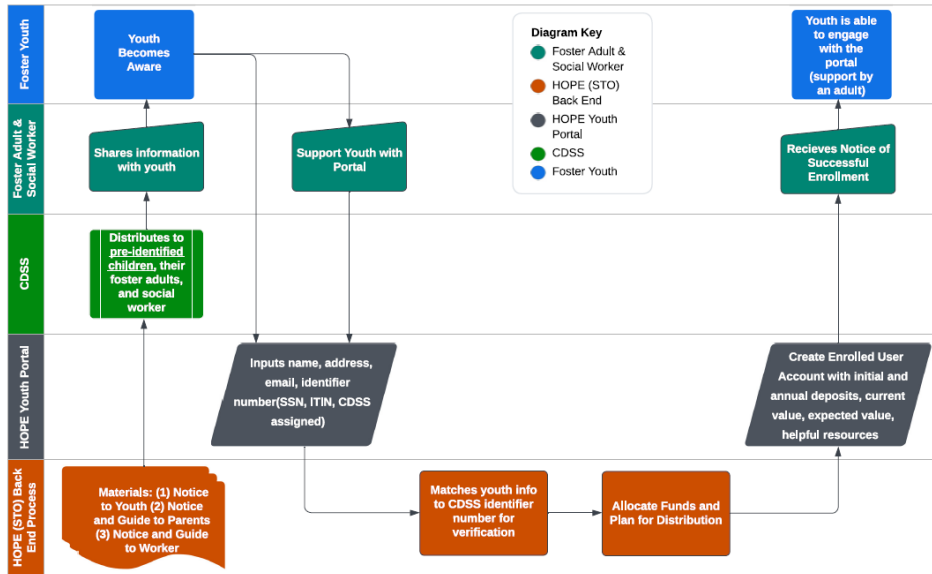 Foster Youth
Youth
Becomes
Aware
Diagram Key
Foster Adult &
Social Worker
HOPE (STO)
Back End
HOPE Youth
Portal
CDSS
Foster Youth
Youth is able
to engage
with the
portal
(support by
an adult)
Foster Adult &
Social Worker
Shares information
with youth
Support Youth with
Portal
Recieves Notice of
Successful
Enrollment
CDSS
Distributes to
pre-identified
children, their
foster adults,
and social
worker
HOPE Youth Portal
Inputs name, address,
email, identifier
number(SSN, ITIN, CDSS
assigned)
Create Enrolled User
Account with initial and
annual deposits, current
value, expected value,
helpful resources
HOPE (STO) Back
End Process
Materials: (1) Notice
to Youth (2) Notice
and Guide to Parents
(3) Notice and Guide
to Worker
Matches youth info
to CDSS identifier
number for
verification
Allocate Funds and
Plan for Distribution